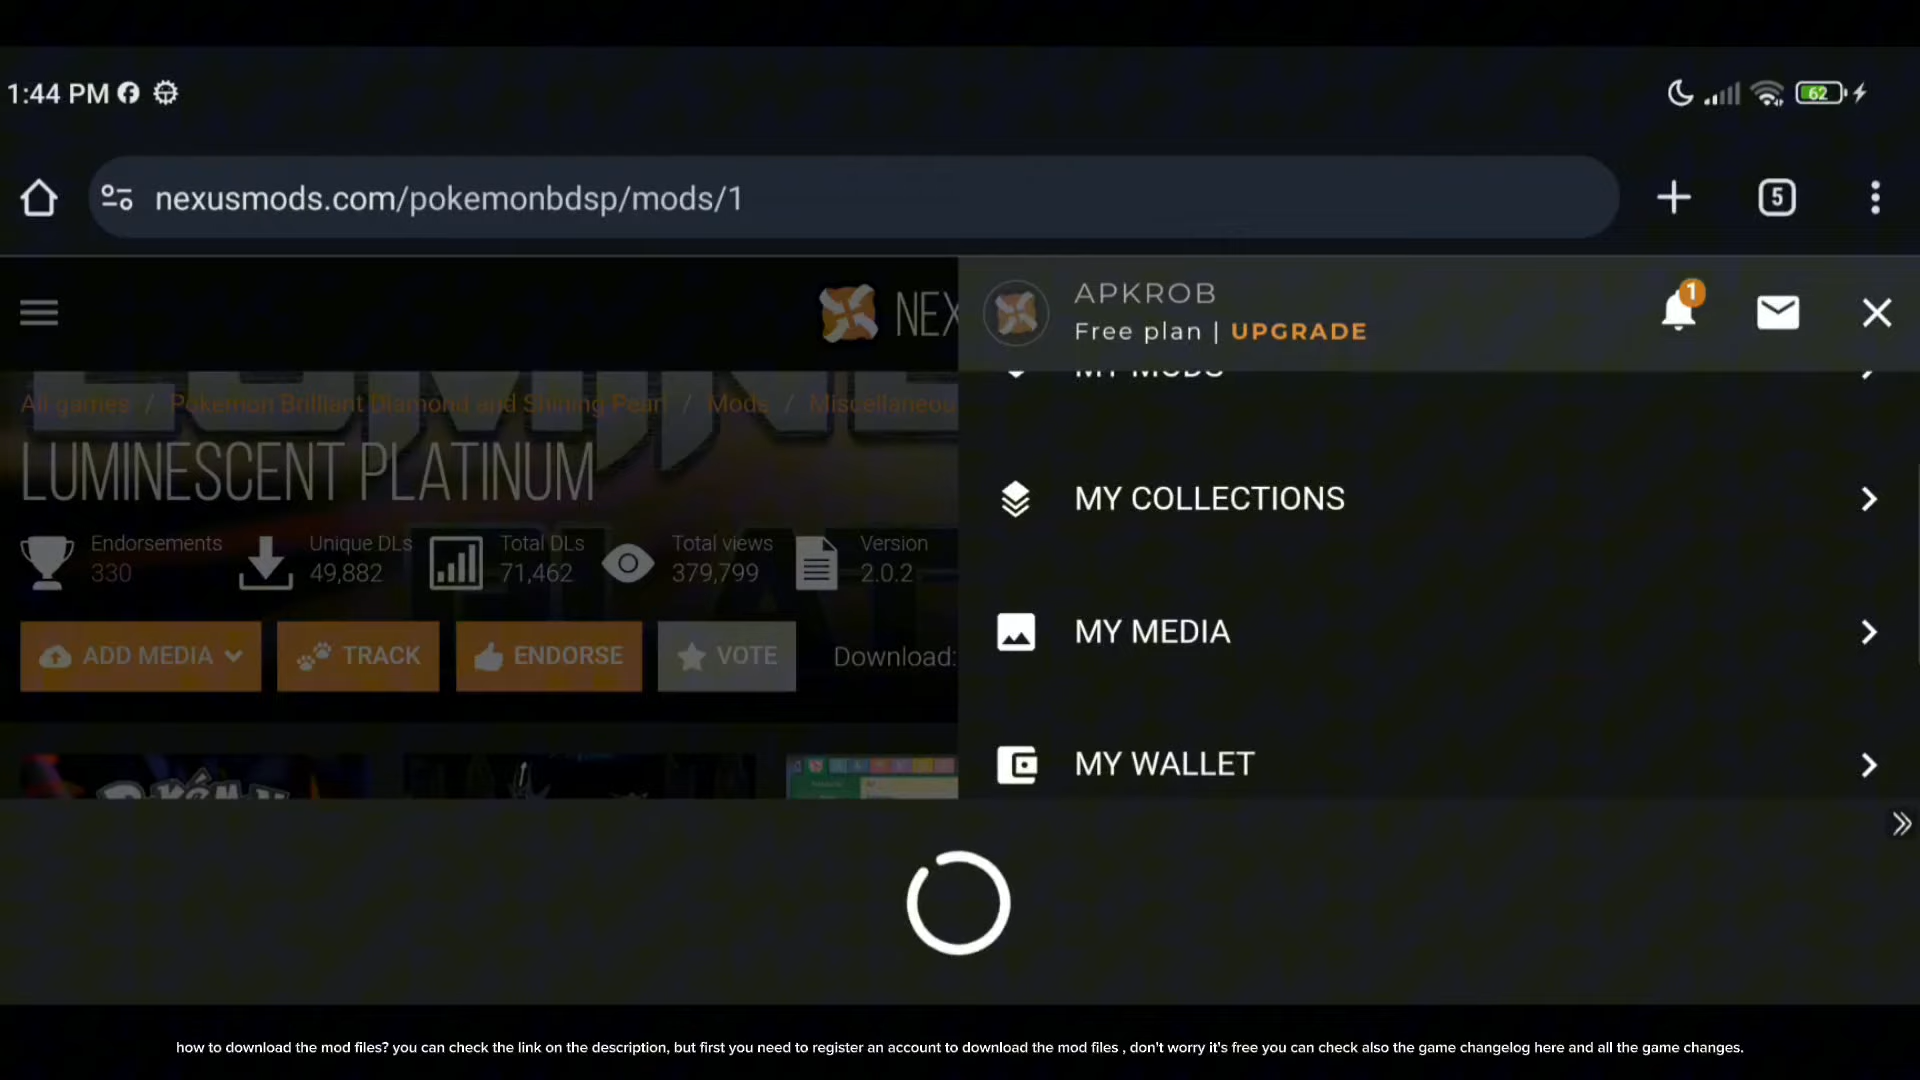 1:44 PM
62
nexusmods.com/pokemonbdsp/mods/1
5
NEX
APKROB
Free plan | UPGRADE
1
MY MODS
All games / Pokemon Brilliant Diamond and Shining Pearl / Mods / Miscellaneou
LUMINESCENT PLATINUM
Endorsements
330
Unique DLs
49,882
Total DLs
71,462
Total views
379,799
Version
2.0.2
ADD MEDIA
TRACK
ENDORSE
VOTE
Download:
MY COLLECTIONS
MY MEDIA
MY WALLET
how to download the mod files? you can check the link on the description, but first you need to register an account to download the mod files , don't worry it's free you can check also the game changelog here and all the game changes.